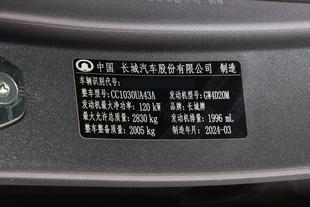 中国 长城汽车股份有限公司 制造
车辆识别代号:
整车型号:CC1030UA43A 发动机型号:GW4D20M
发动机最大净功率:120 kW 品牌:长城牌
最大允许总质量:2830 kg 发动机排量:1996 mL
整车整备质量:2005 kg 制造年月:2024-03